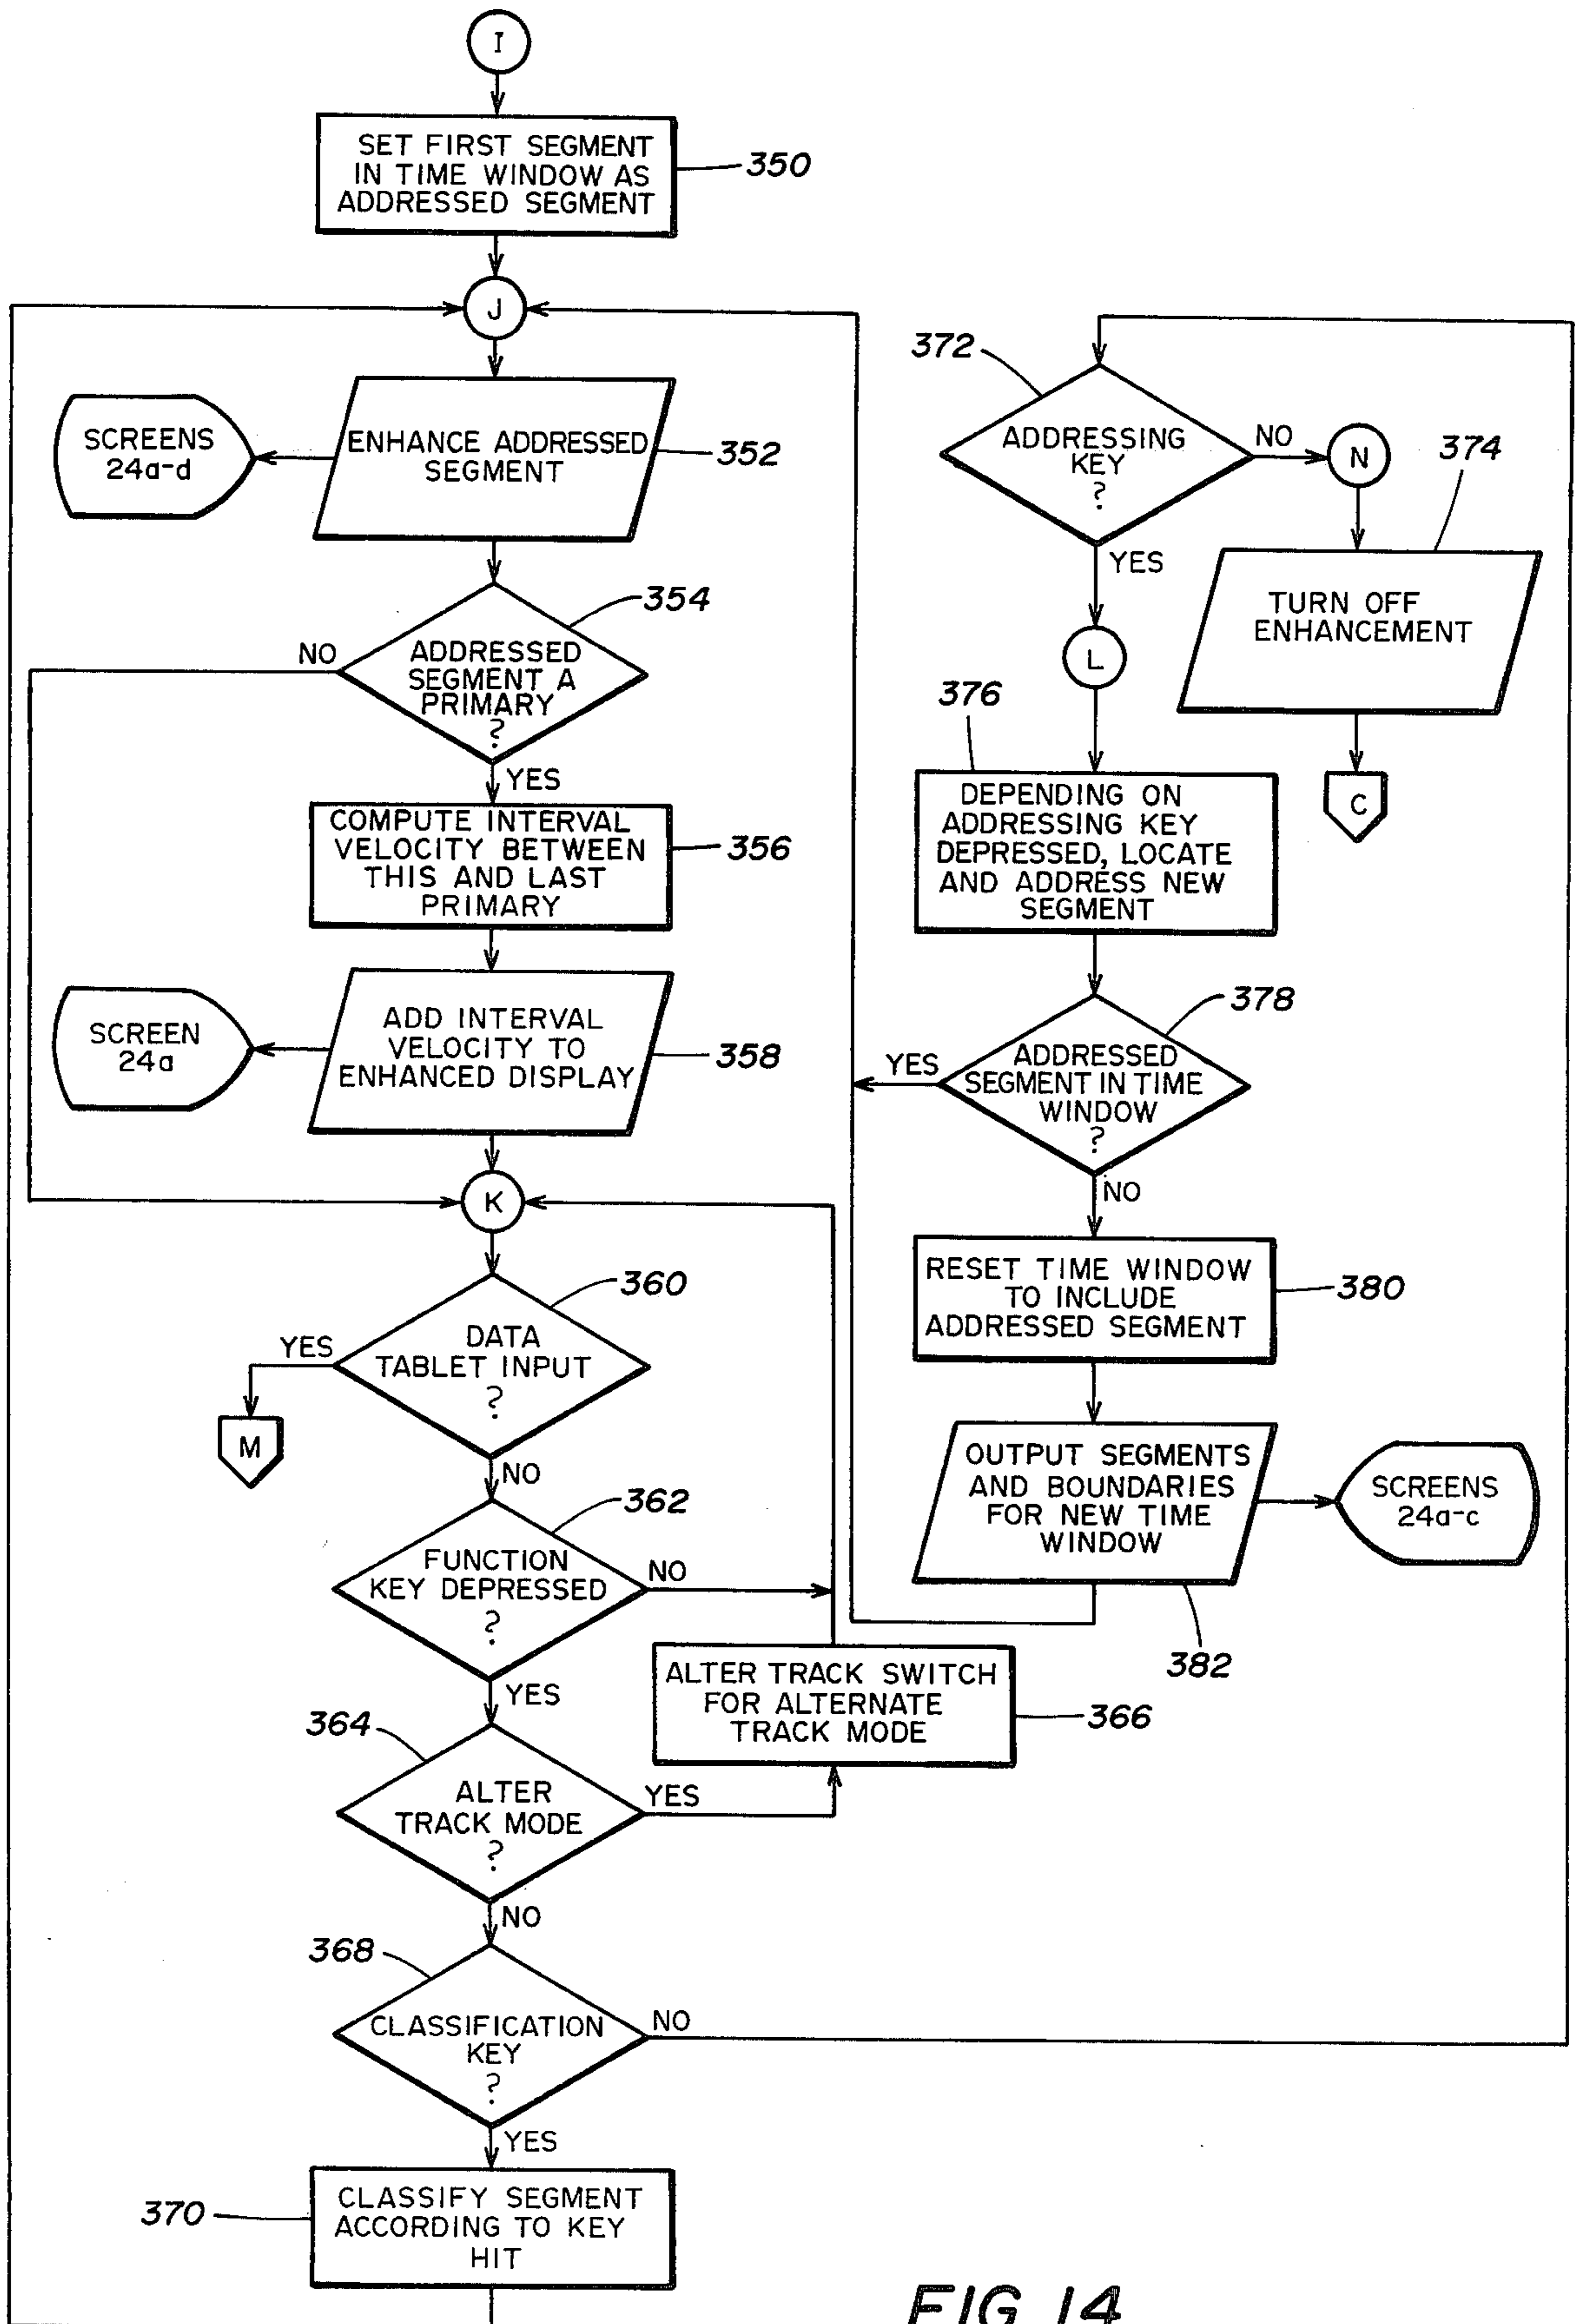 I
SET FIRST SEGMENT
IN TIME WINDOW AS
ADDRESSED SEGMENT
350
J
SCREENS
24a-d
ENHANCE ADDRESSED
SEGMENT
352
354
NO
ADDRESSED
SEGMENT A
PRIMARY
?
YES
COMPUTE INTERVAL
VELOCITY BETWEEN
THIS AND LAST
PRIMARY
356
SCREEN
24a
ADD INTERVAL
VELOCITY TO
ENHANCED DISPLAY
358
K
360
YES
DATA
TABLET INPUT
?
M
NO
362
FUNCTION
KEY DEPRESSED
?
NO
YES
364
ALTER TRACK SWITCH
FOR ALTERNATE
TRACK MODE
366
ALTER
TRACK MODE
?
YES
NO
368
CLASSIFICATION
KEY
?
NO
YES
370
CLASSIFY SEGMENT
ACCORDING TO KEY
HIT
372
ADDRESSING
KEY
?
NO
N
374
YES
TURN OFF
ENHANCEMENT
L
C
376
DEPENDING ON
ADDRESSING KEY
DEPRESSED, LOCATE
AND ADDRESS NEW
SEGMENT
378
YES
ADDRESSED
SEGMENT IN TIME
WINDOW
?
NO
RESET TIME WINDOW
TO INCLUDE
ADDRESSED SEGMENT
380
OUTPUT SEGMENTS
AND BOUNDARIES
FOR NEW TIME
WINDOW
SCREENS
24a-c
382
FIG 14